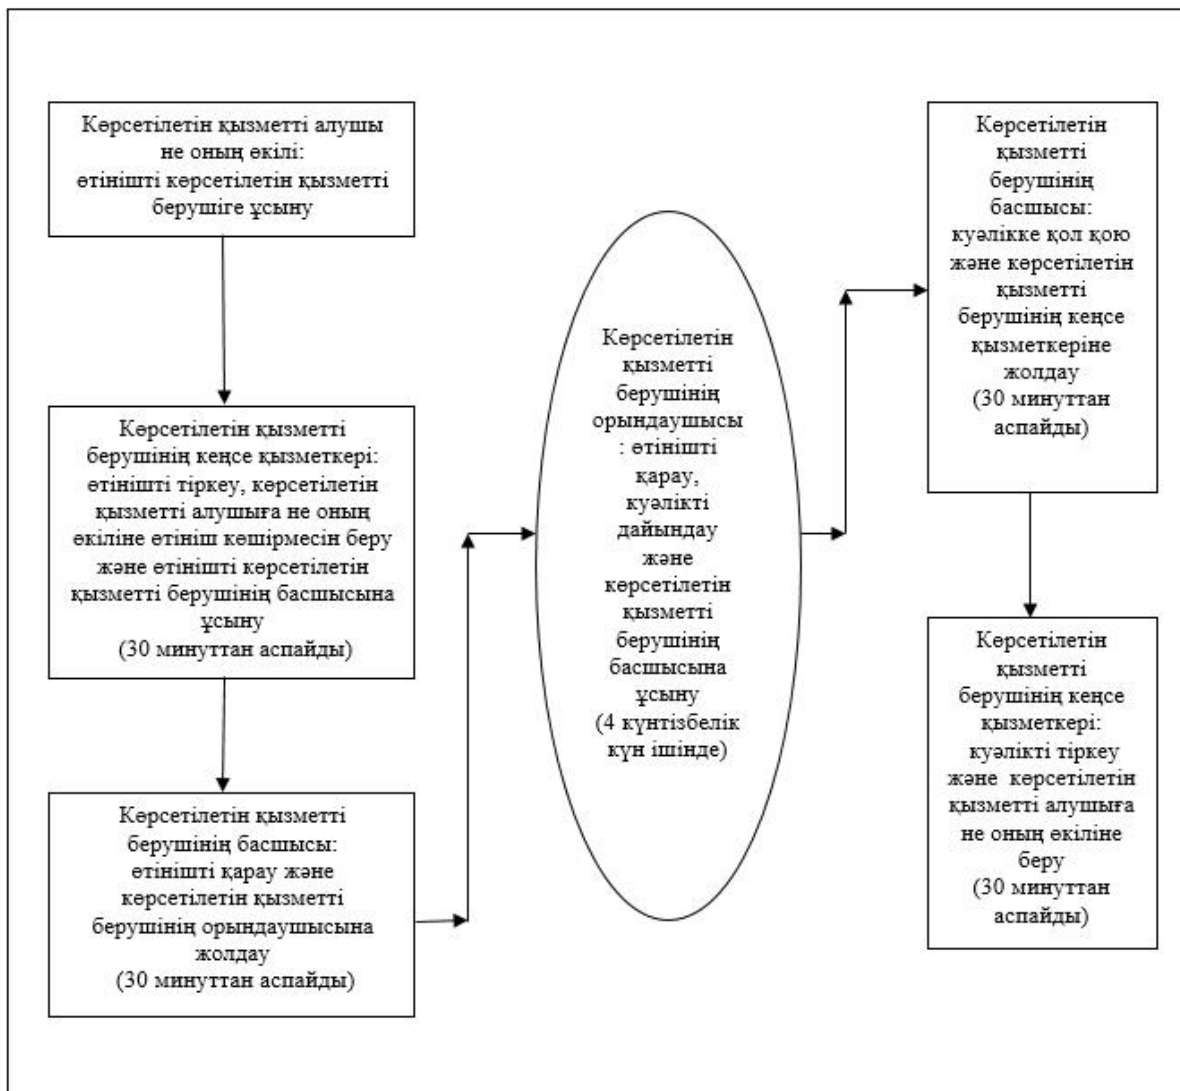 Көрсетілетін қызметті алушы
не оның өкілі:
өтінішті көрсетілетін қызметті
берушіге ұсыну
Көрсетілетін қызметті
берушінің кеңсе қызметкері:
өтінішті тіркеу, көрсетілетін
қызметті алушыға не оның
өкіліне өтініш көшірмесін беру
және өтінішті көрсетілетін
қызметті берушінің басшысына
ұсыну
(30 минуттан аспайды)
Көрсетілетін қызметті
берушінің басшысы:
өтінішті қарау және
көрсетілетін қызметті
берушінің орындаушысына
жолдау
(30 минуттан аспайды)
Көрсетілетін
қызметті
берушінің
орындаушысы
: өтінішті
қарау,
куәлікті
дайындау
және
көрсетілетін
қызметті
берушінің
басшысына
ұсыну
(4 күнтізбелік
күн ішінде)
Көрсетілетін
қызметті
берушінің
басшысы:
куәлікке қол қою
және көрсетілетін
қызметті
берушінің кеңсе
қызметкеріне
жолдау
(30 минуттан
аспайды)
Көрсетілетін
қызметті
берушінің кеңсе
қызметкері:
куәлікті тіркеу
және көрсетілетін
қызметті алушыға
не оның өкіліне
беру
(30 минуттан
аспайды)